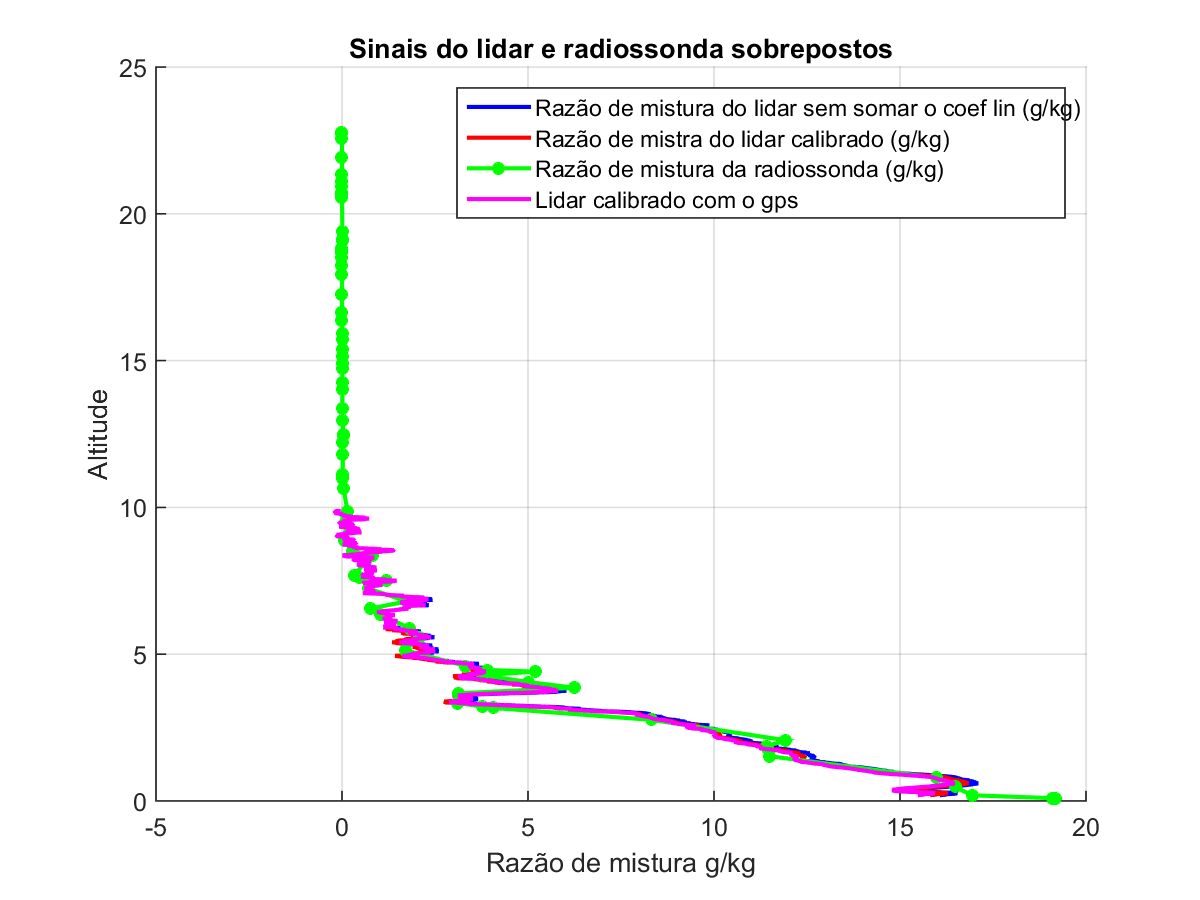 Sinais do lidar e radiossonda sobrepostos
25
Razão de mistura do lidar sem somar o coef lin (g/kg)
Razão de mistra do lidar calibrado (g/kg)
Razão de mistura da radiossonda (g/kg)
Lidar calibrado com o gps
20
15
Altitude
10
5
0
-5 0 5 10 15 20
Razão de mistura g/kg